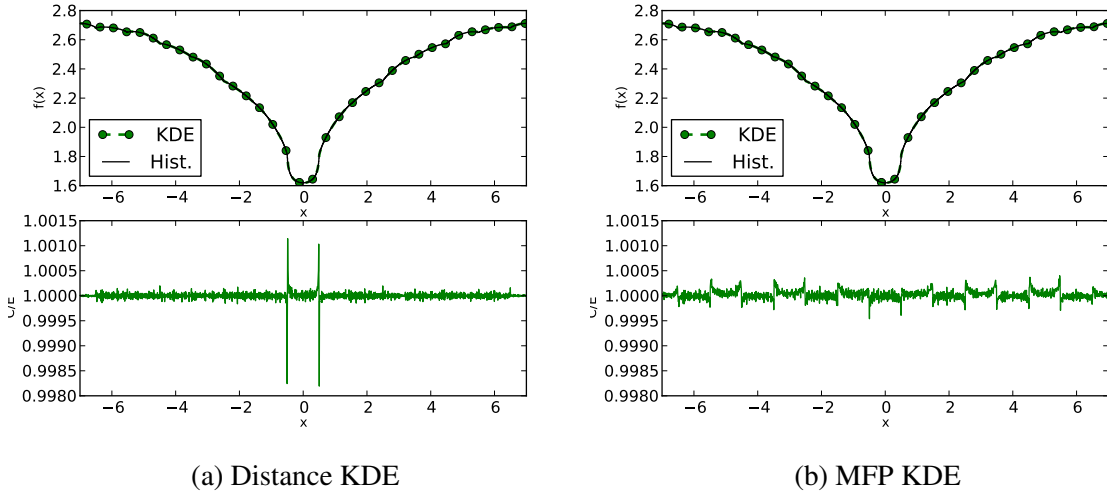 2.8
2.6
2.4
2.2
2.0
1.8
1.6
f(x)
KDE
Hist.
−6 −4 −2 0 2 4 6
x
1.0015
1.0010
1.0005
1.0000
0.9995
0.9990
0.9985
0.9980
C/E
−6 −4 −2 0 2 4 6
x
(a) Distance KDE
2.8
2.6
2.4
2.2
2.0
1.8
1.6
f(x)
KDE
Hist.
−6 −4 −2 0 2 4 6
x
1.0015
1.0010
1.0005
1.0000
0.9995
0.9990
0.9985
0.9980
C/E
−6 −4 −2 0 2 4 6
x
(b) MFP KDE